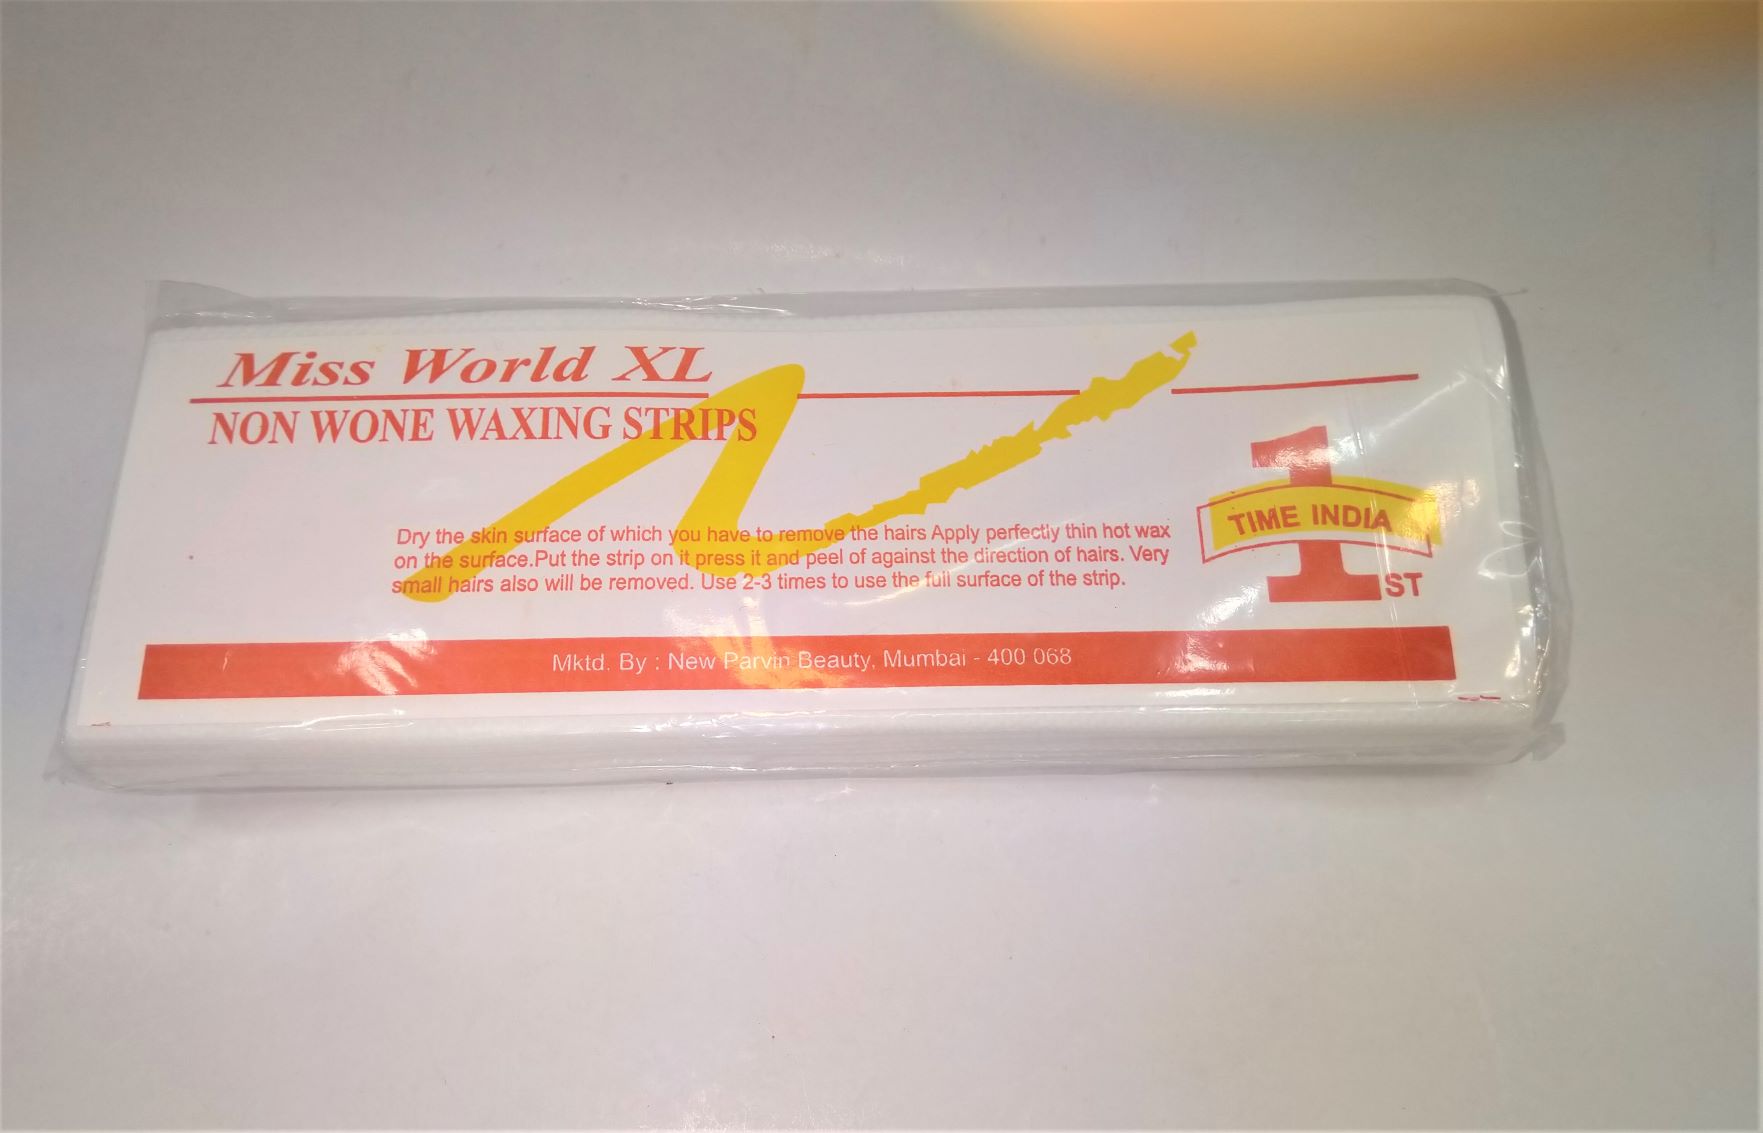 Miss World XL
NON WONE WAXING STRIPS
Dry the skin surface of which you have to remove the hairs Apply perfectly thin hot wax
on the surface.Put the strip on it press it and peel of against the direction of hairs. Very
small hairs also will be removed. Use 2-3 times to use the full surface of the strip.
1
TIME INDIA
ST
Mktd. By : New Parvin Beauty, Mumbai - 400 068